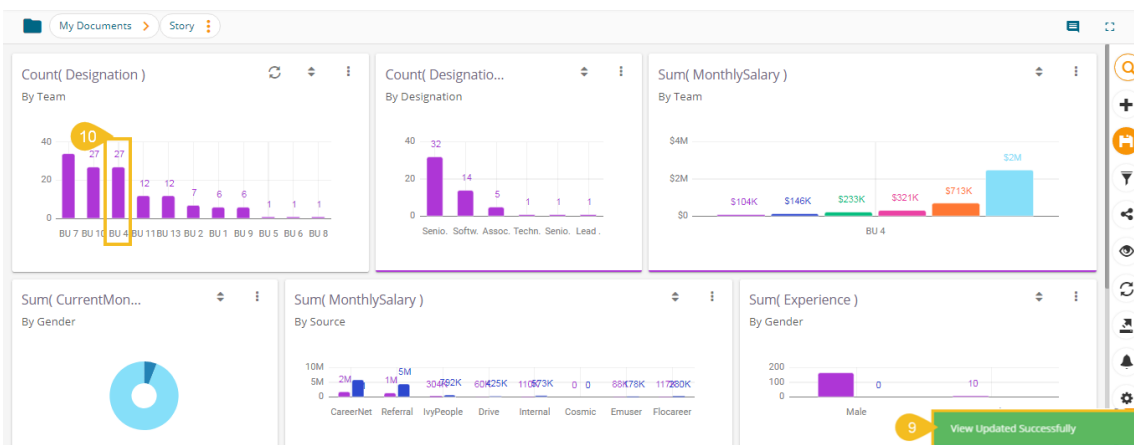 My Documents > Story
Count( Designation )
By Team
40
20
0
10
27 27
12 12 7 6 6 1 1 1
BU 7 BU 10 BU 4 BU 11 BU 13 BU 2 BU 1 BU 9 BU 5 BU 6 BU 8
Count( Designatio...
By Designation
40
20
0
32 14 5 1 1 1
Senio. Softw. Assoc. Techn. Senio. Lead .
Sum( MonthlySalary )
By Team
$4M
$2M
$0
$104K $146K $233K $321K $713K $2M
BU 4
Sum( CurrentMon...
By Gender
Sum( MonthlySalary )
By Source
10M
5M
0
2M 1M 5M 792K 425K 573K 0 0 178K 280K
CareerNet Referral IvyPeople Drive Internal Cosmic Emuser Flocareer
Sum( Experience )
By Gender
200
100
0
0 10
Male
9
View Updated Successfully